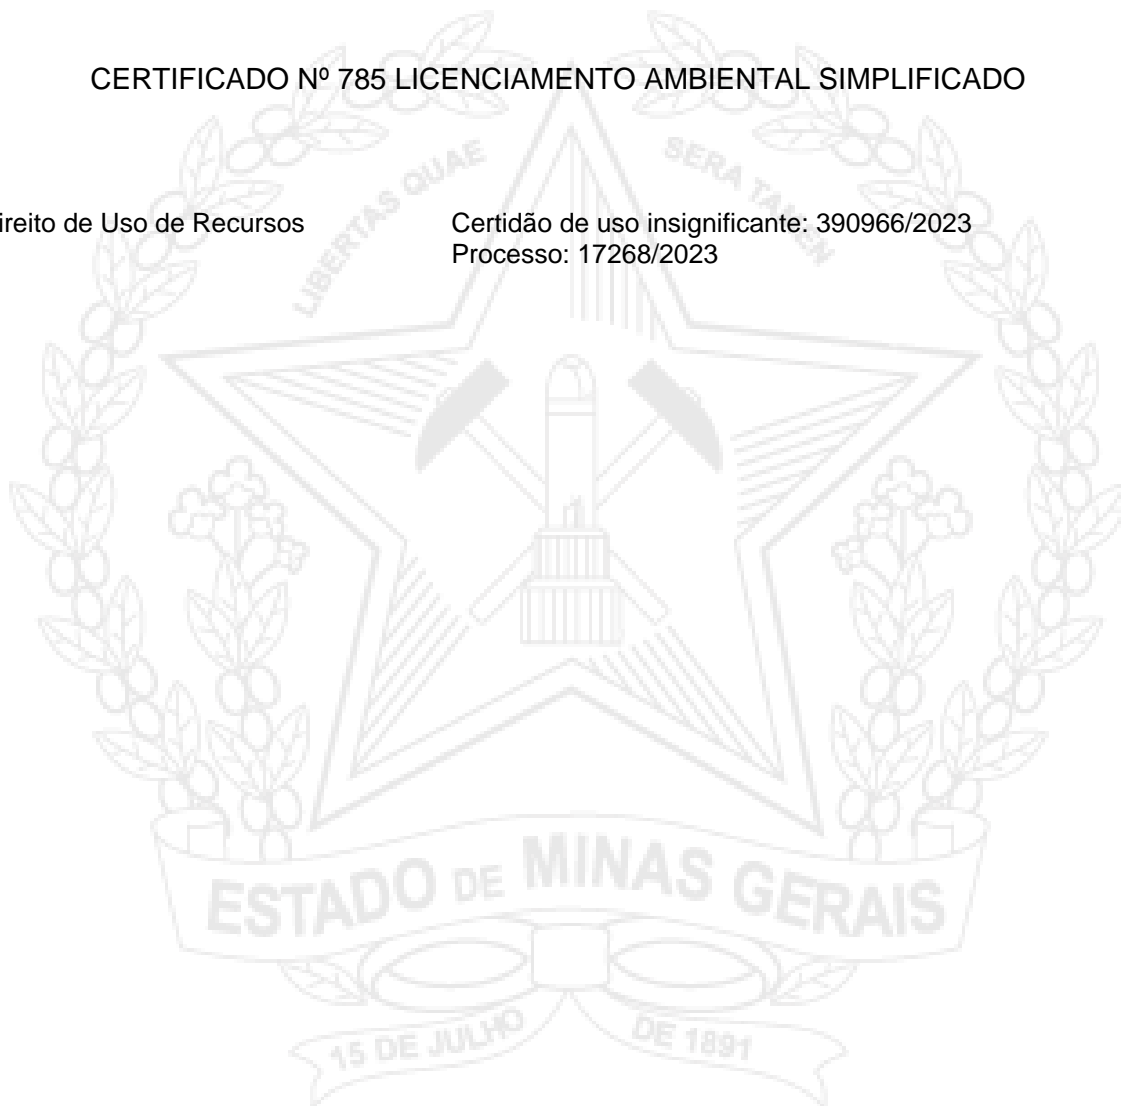 CERTIFICADO Nº 785 LICENCIAMENTO AMBIENTAL SIMPLIFICADO
LIBERTAS QUAE SERA TAMEN
ireito de Uso de Recursos
Certidão de uso insignificante: 390966/2023
Processo: 17268/2023
ESTADO DE MINAS GERAIS
15 DE JULHO DE 1891